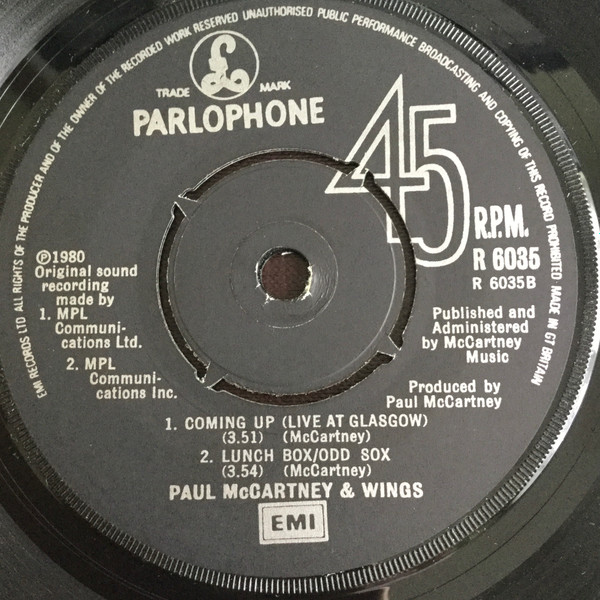 EMI RECORDS LTD ALL RIGHTS OF THE PRODUCER AND OF THE OWNER OF THE RECORDED WORK RESERVED UNAUTHORISED PUBLIC PERFORMANCE BROADCASTING AND COPYING OF THIS RECORD PROHIBITED MADE IN GT BRITAIN
£
TRADE MARK
PARLOPHONE
45
R.P.M.
R 6035
R 6035B
Ⓟ1980
Original sound
recording
made by
1. MPL
Communi-
cations Ltd.
2. MPL
Communi-
cations Inc.
Published and
Administered
by McCartney
Music
Produced by
Paul McCartney
1. COMING UP (LIVE AT GLASGOW)
(3.51) (McCartney)
2. LUNCH BOX/ODD SOX
(3.54) (McCartney)
PAUL McCARTNEY & WINGS
EMI